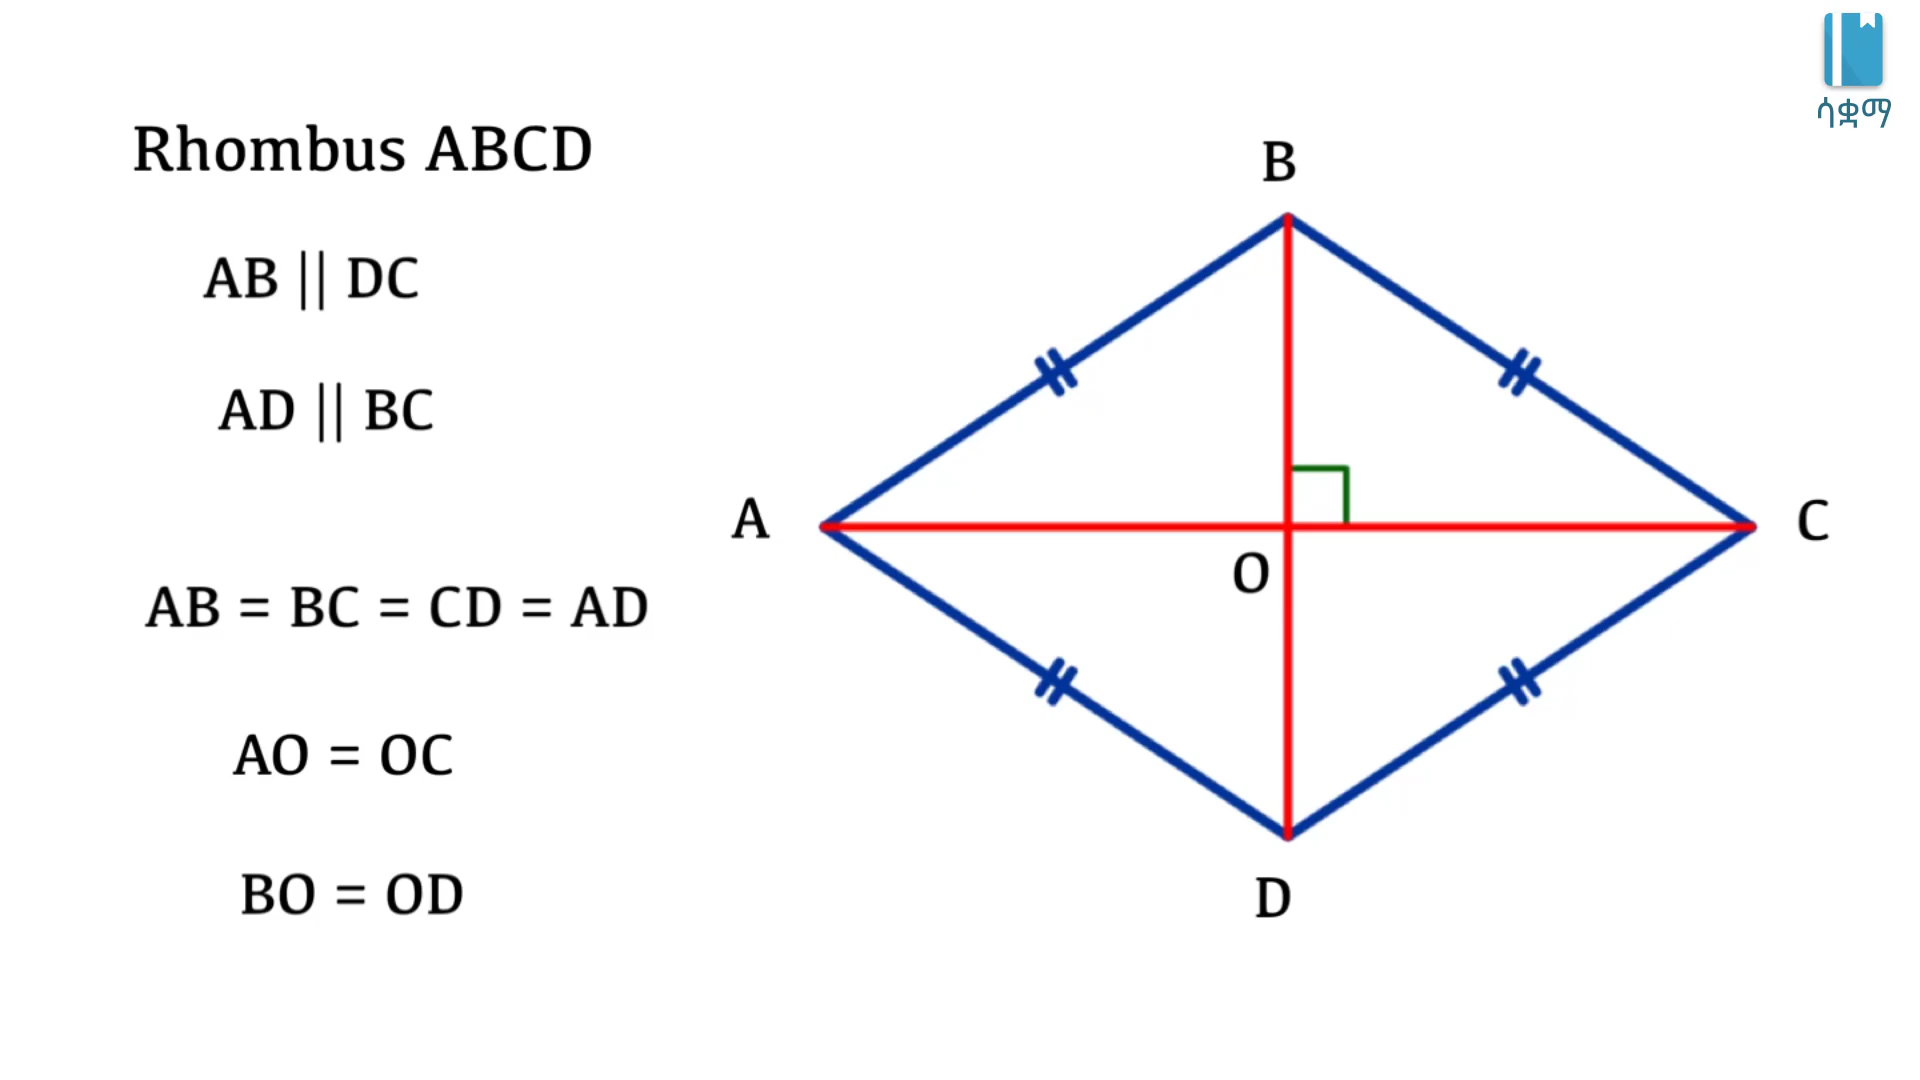 ሳቋማ
Rhombus ABCD
AB || DC
AD || BC
AB = BC = CD = AD
AO = OC
BO = OD
B
A
C
O
D